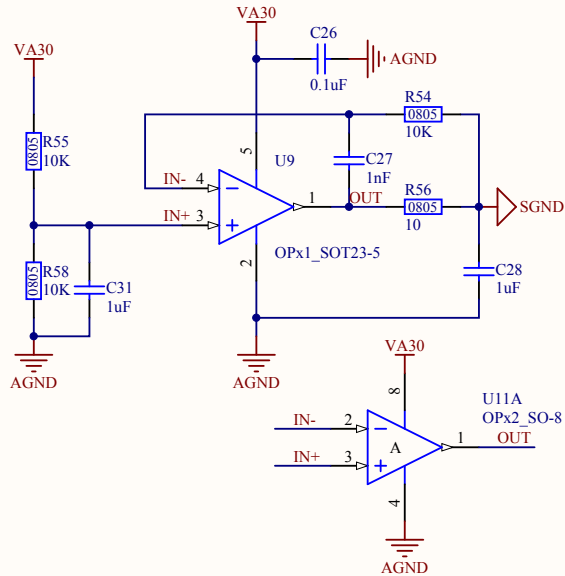 VA30
C26
VA30
AGND
0.1uF
R54
0805
10K
R55
0805
10K
5
U9
C27
1nF
IN-
4
1
OUT
R56
0805
10
SGND
IN+
3
OPx1_SOT23-5
2
R58
0805
10K
C31
1uF
C28
1uF
AGND
AGND
VA30
8
U11A
OPx2_SO-8
IN-
2
A
1
OUT
IN+
3
4
AGND